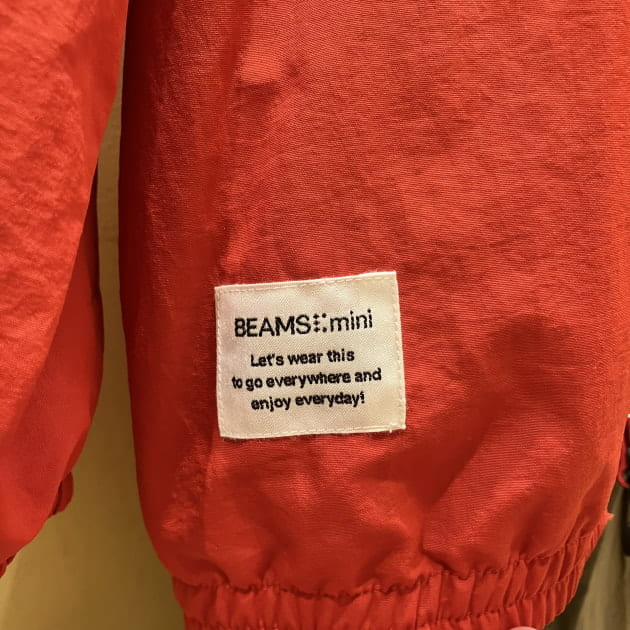 BEAMS mini
Let's wear this
to go everywhere and
enjoy everyday!